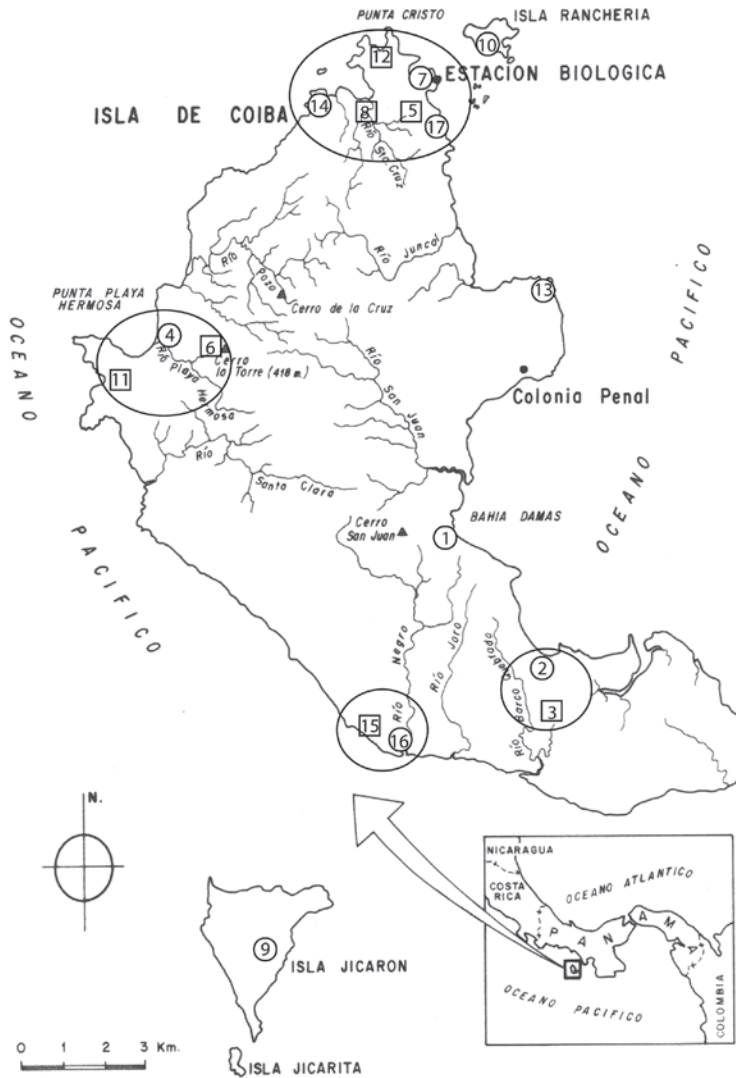 PUNTA CRISTO
ISLA RANCHERIA
10
12
7
ESTACION BIOLOGICA
ISLA DE COIBA
14
8
5
17
Río
Sta. Cruz
Río Juncal
Río
Pozo
PUNTA PLAYA
HERMOSA
Cerro de la Cruz
13
4
6
Cerro
la Torre (418 m.)
11
Río Playa Hermosa
Río
San Juan
Colonia Penal
OCEANO
PACIFICO
OCEANO
PACIFICO
Río
Santa Clara
Cerro
San Juan
BAHIA DAMAS
1
Río Negro
Río Joro
Río Barco Quebrado
2
3
15
16
N.
NICARAGUA
COSTA
RICA
OCEANO ATLANTICO
PANAMA
OCEANO PACIFICO
COLOMBIA
9
ISLA JICARON
0 1 2 3 Km.
ISLA JICARITA